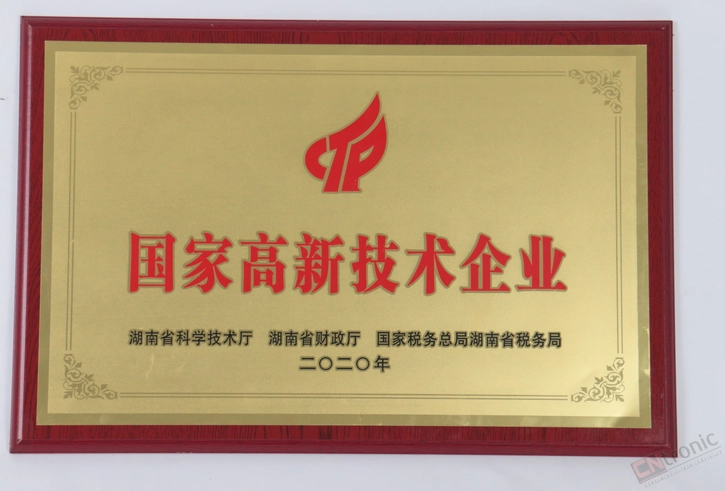 CTP
国家高新技术企业
湖南省科学技术厅 湖南省财政厅 国家税务总局湖南省税务局
二〇二〇年
CNtronic